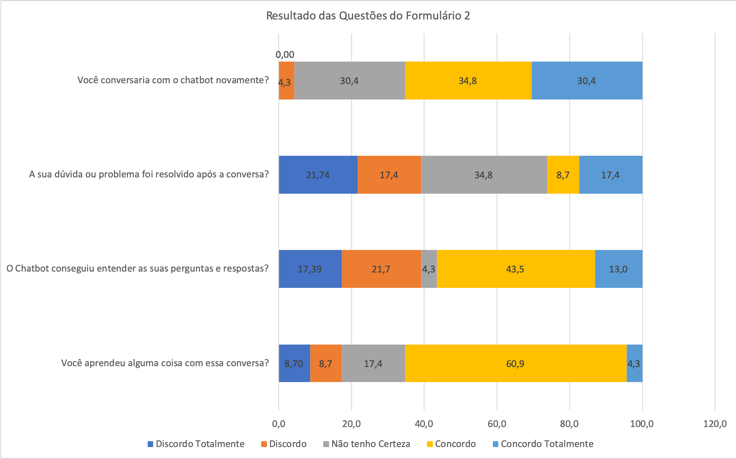 Resultado das Questões do Formulário 2
0,00
Você conversaria com o chatbot novamente? 4,3 30,4 34,8 30,4
A sua dúvida ou problema foi resolvido após a conversa? 21,74 17,4 34,8 8,7 17,4
O Chatbot conseguiu entender as suas perguntas e respostas? 17,39 21,7 4,3 43,5 13,0
Você aprendeu alguma coisa com essa conversa? 8,70 8,7 17,4 60,9 4,3
0,0 20,0 40,0 60,0 80,0 100,0 120,0
Discordo Totalmente Discordo Não tenho Certeza Concordo Concordo Totalmente